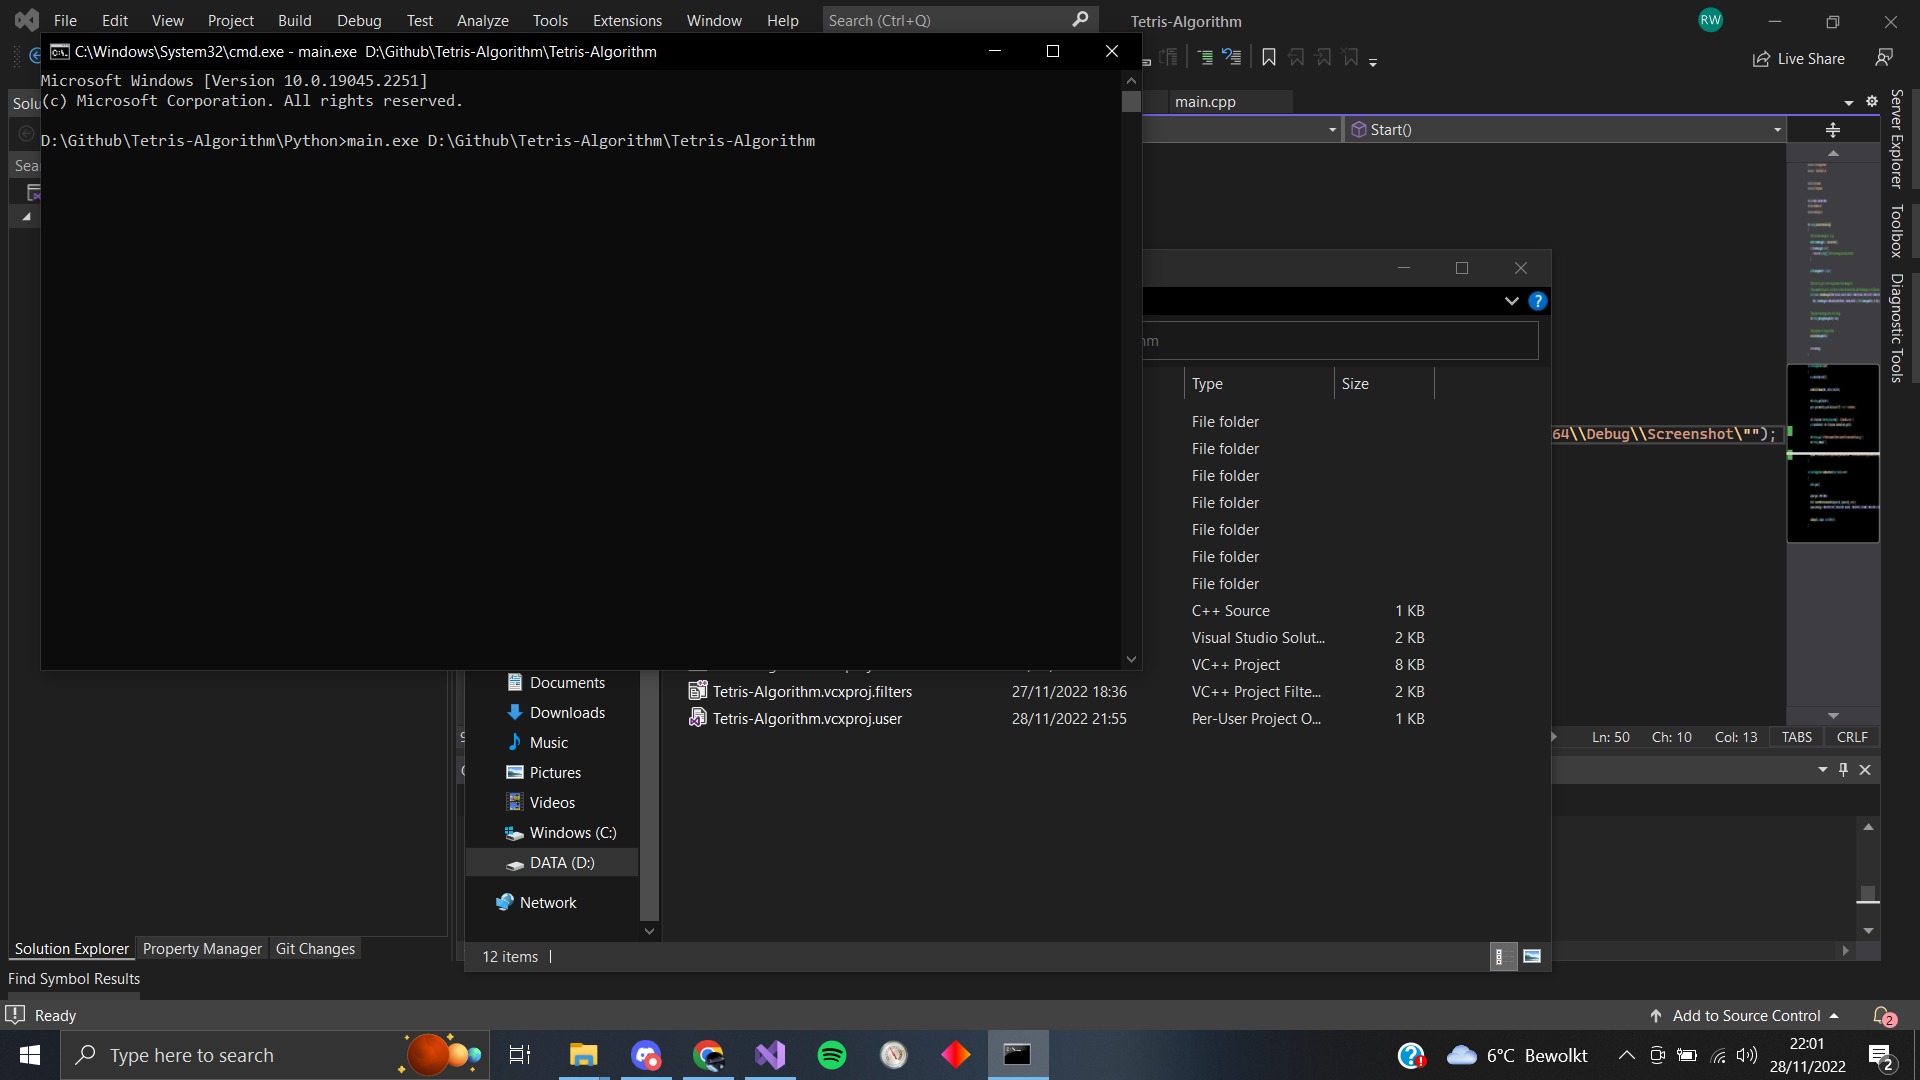 File Edit View Project Build Debug Test Analyze Tools Extensions Window Help Search (Ctrl+Q) Tetris-Algorithm RW
C:\Windows\System32\cmd.exe - main.exe  D:\Github\Tetris-Algorithm\Tetris-Algorithm
Live Share
Microsoft Windows [Version 10.0.19045.2251]
(c) Microsoft Corporation. All rights reserved.
D:\Github\Tetris-Algorithm\Python>main.exe D:\Github\Tetris-Algorithm\Tetris-Algorithm
Solu
Sea
main.cpp
Start()
Server Explorer
Toolbox
Diagnostic Tools
Type Size
File folder
File folder
File folder
File folder
File folder
File folder
File folder
C++ Source 1 KB
Visual Studio Solut... 2 KB
VC++ Project 8 KB
Tetris-Algorithm.vcxproj.filters 27/11/2022 18:36 VC++ Project Filte... 2 KB
Tetris-Algorithm.vcxproj.user 28/11/2022 21:55 Per-User Project O... 1 KB
64\\Debug\\Screenshot\"");
Documents
Downloads
Music
Pictures
Videos
Windows (C:)
DATA (D:)
Network
12 items
Ln: 50 Ch: 10 Col: 13 TABS CRLF
Solution Explorer Property Manager Git Changes
Find Symbol Results
Ready
Add to Source Control 2
Type here to search
6°C Bewolkt
22:01
28/11/2022
2